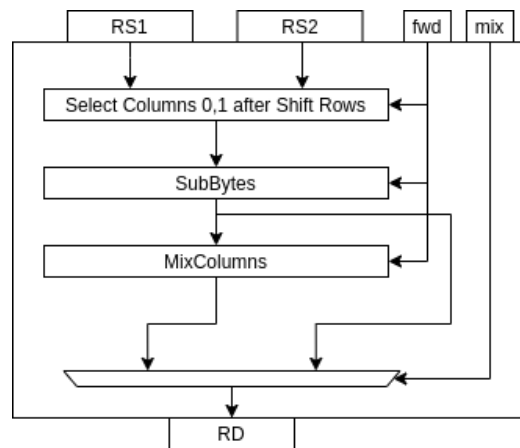 RS1
RS2
fwd
mix
Select Columns 0,1 after Shift Rows
SubBytes
MixColumns
RD